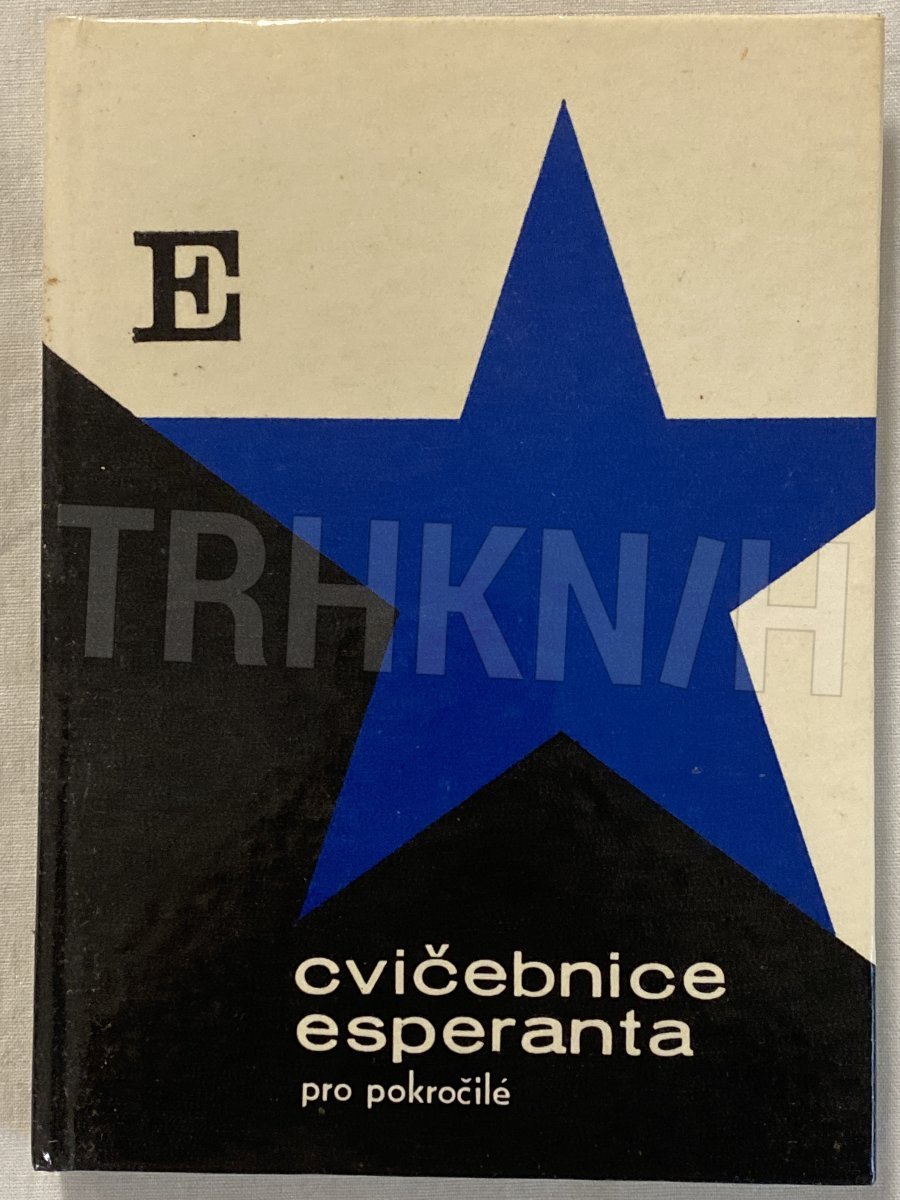 E
TRHKNIH
cvičebnice
esperanta
pro pokročilé